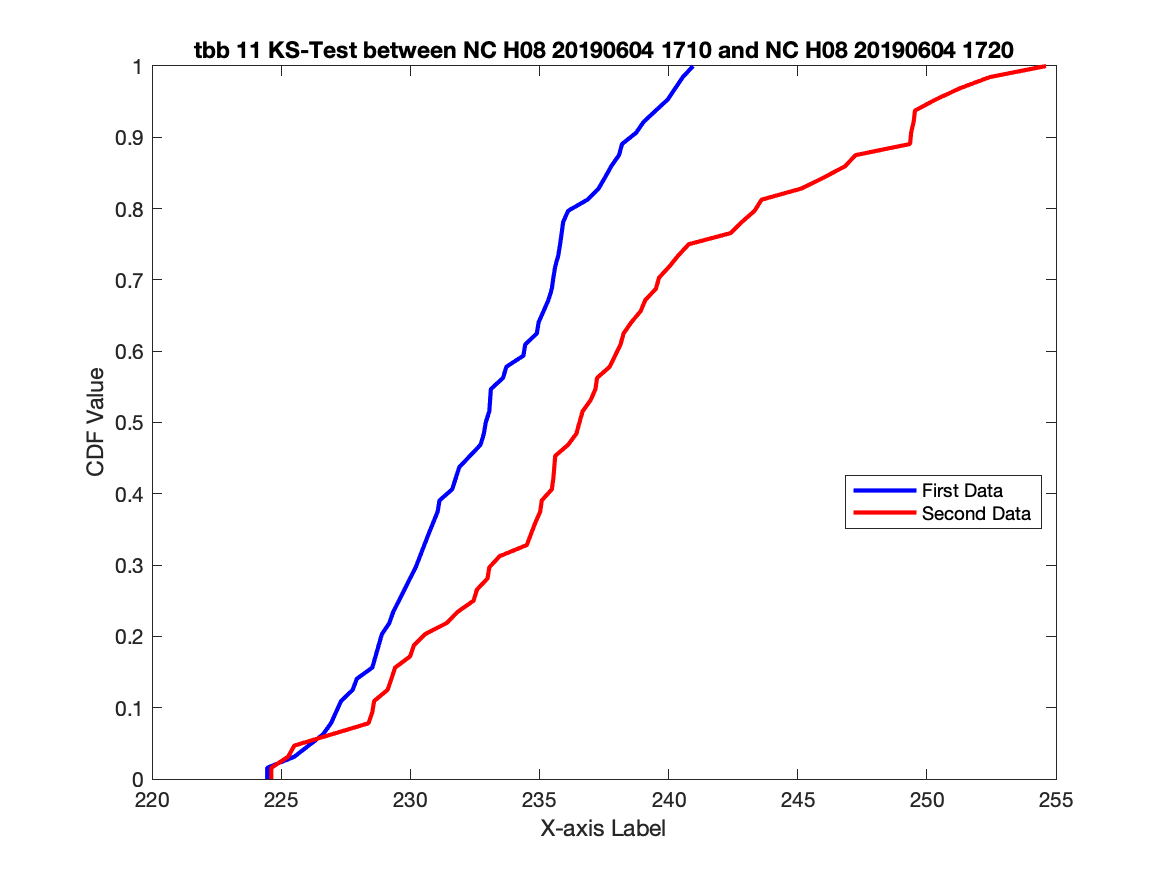 tbb 11 KS-Test between NC H08 20190604 1710 and NC H08 20190604 1720
1
0.9
0.8
0.7
0.6
0.5
0.4
0.3
0.2
0.1
0
CDF Value
First Data
Second Data
220 225 230 235 240 245 250 255
X-axis Label